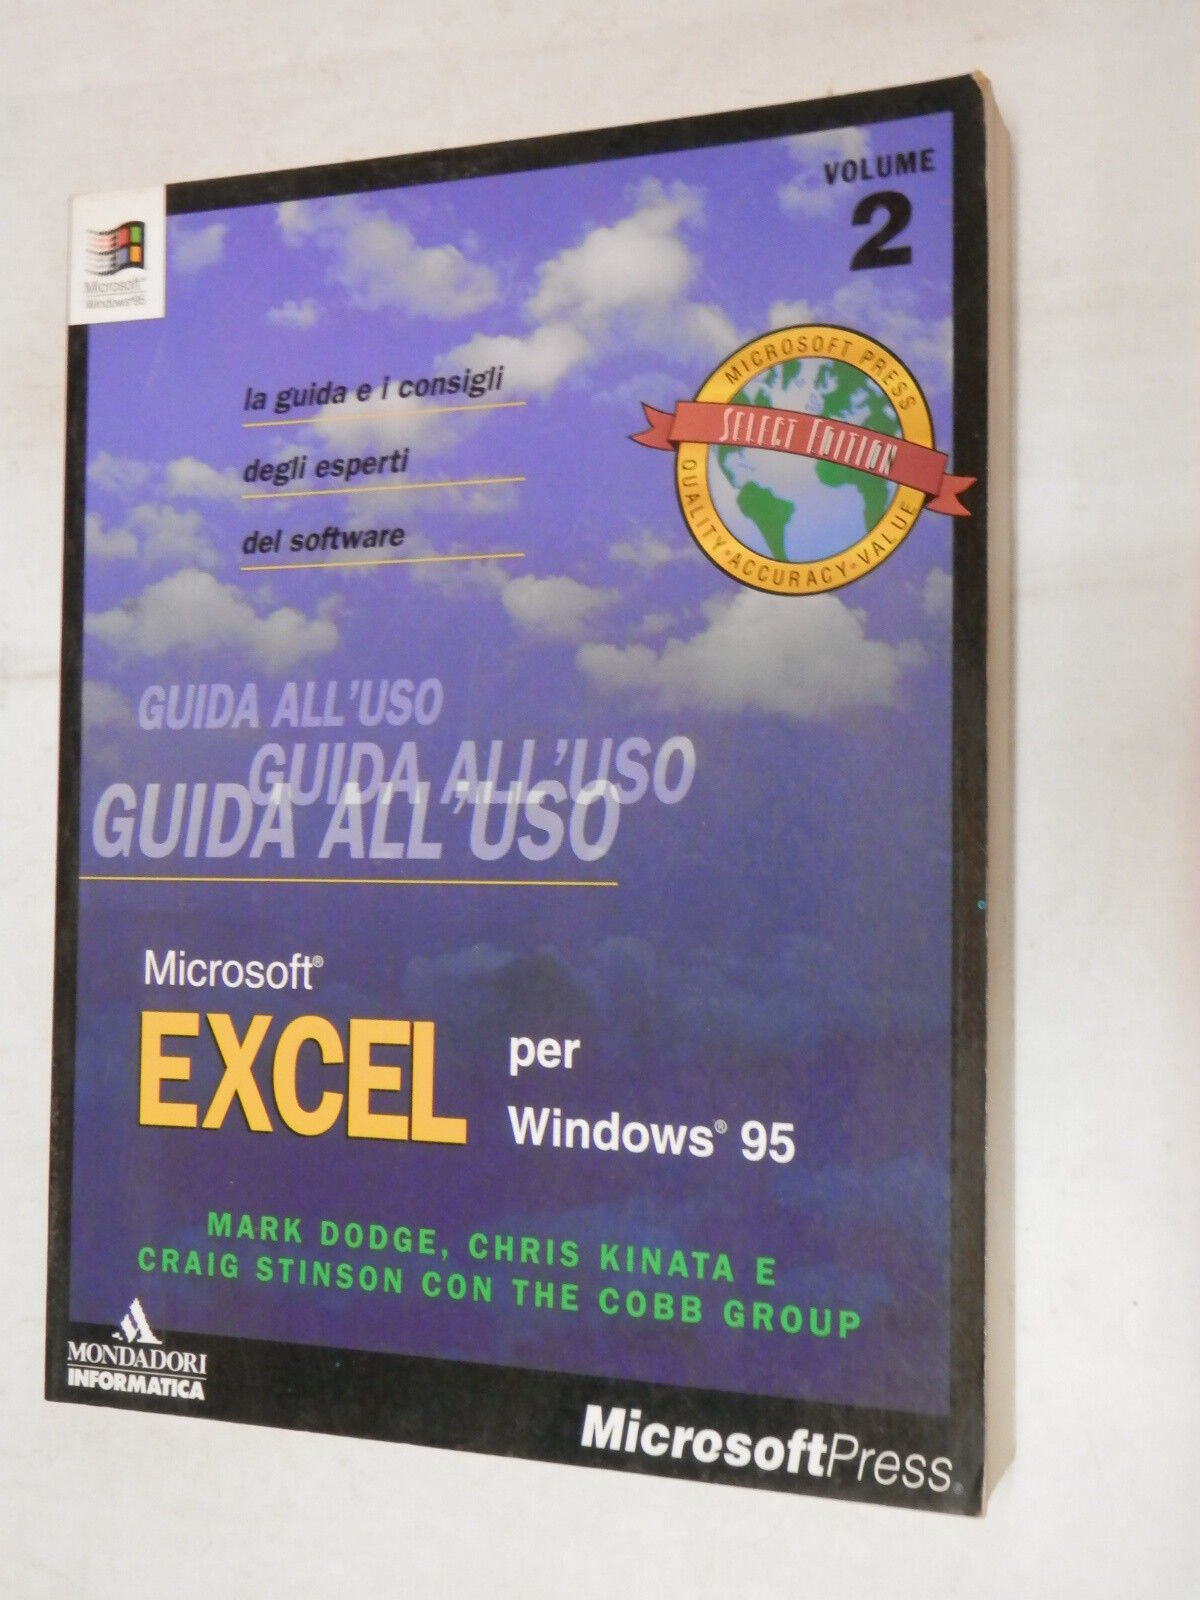 VOLUME
2
Microsoft
Windows 95
la guida e i consigli
degli esperti
del software
MICROSOFT PRESS
SELECT EDITION
QUALITY • ACCURACY • VALUE
GUIDA ALL'USO
GUIDA ALL'USO
GUIDA ALL'USO
Microsoft®
EXCEL
per
Windows® 95
MARK DODGE, CHRIS KINATA E
CRAIG STINSON CON THE COBB GROUP
MONDADORI
INFORMATICA
MicrosoftPress®